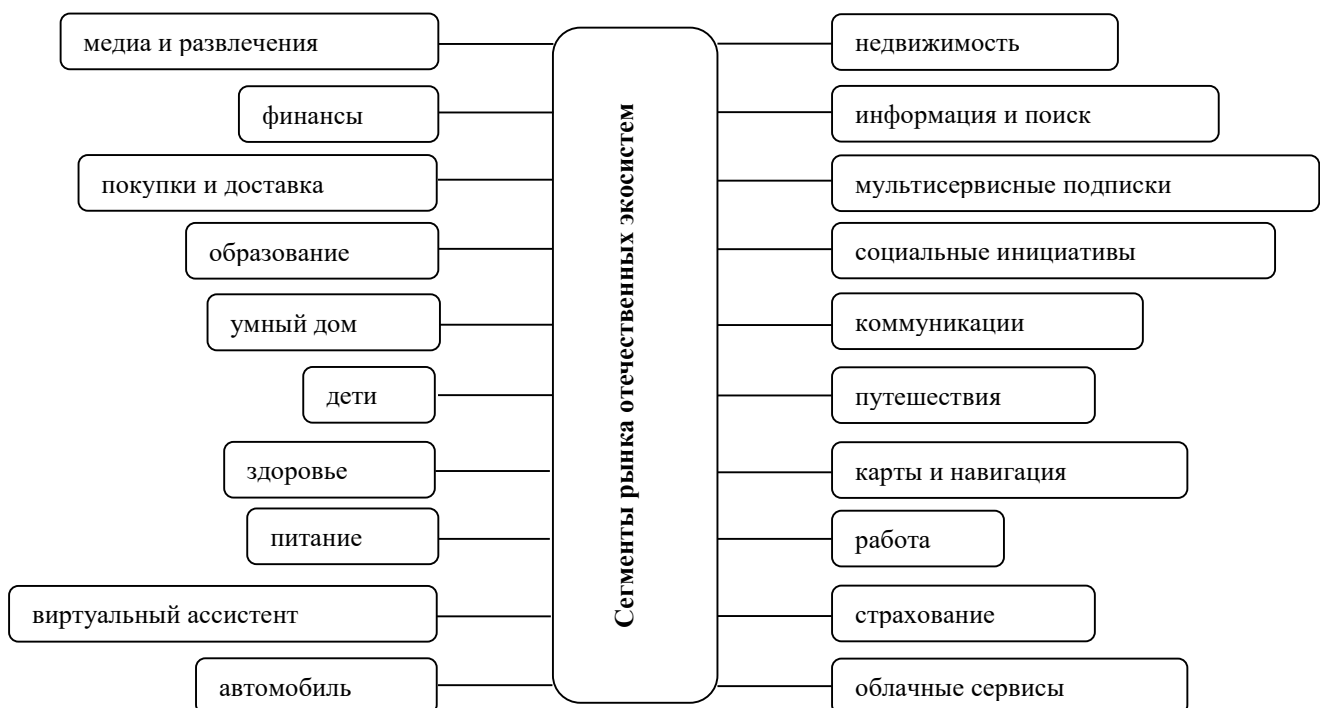 медиа и развлечения
финансы
покупки и доставка
образование
умный дом
дети
здоровье
питание
виртуальный ассистент
автомобиль
Сегменты рынка отечественных экосистем
недвижимость
информация и поиск
мультисервисные подписки
социальные инициативы
коммуникации
путешествия
карты и навигация
работа
страхование
облачные сервисы